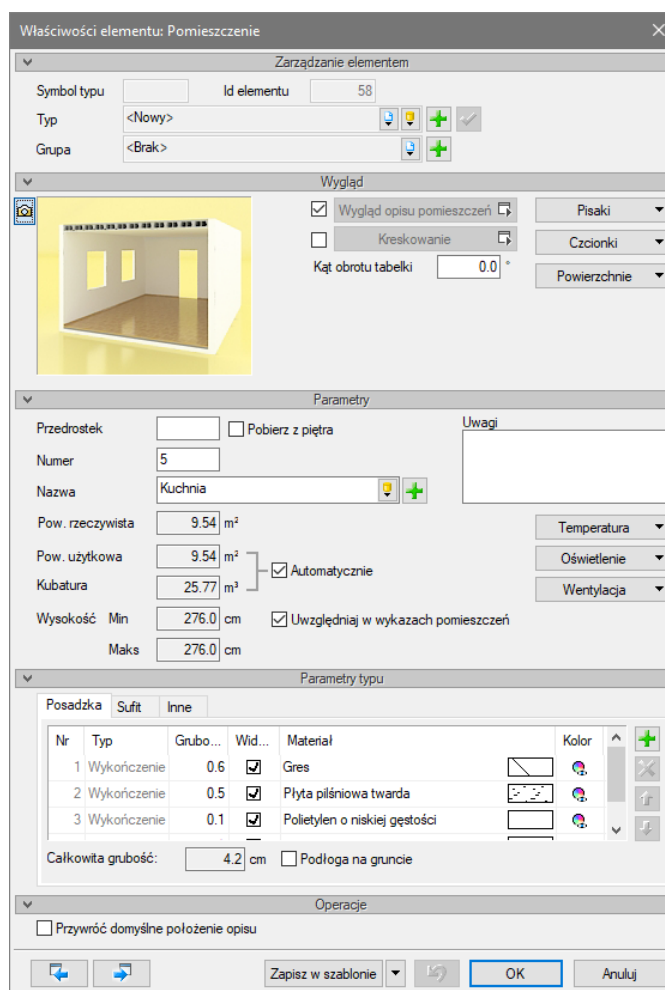 Właściwości elementu: Pomieszczenie
Zarządzanie elementem
Symbol typu Id elementu 58
Typ <Nowy>
Grupa <Brak>
Wygląd
Wygląd opisu pomieszczeń Pisaki
Kreskowanie Czcionki
Kąt obrotu tabelki 0.0 °
Powierzchnie
Parametry
Przedrostek Pobierz z piętra Uwagi
Numer 5
Nazwa Kuchnia
Pow. rzeczywista 9.54 m² Temperatura
Pow. użytkowa 9.54 m² Oświetlenie
Automatycznie
Kubatura 25.77 m³ Wentylacja
Wysokość Min 276.0 cm Uwzględniaj w wykazach pomieszczeń
Maks 276.0 cm
Parametry typu
Posadzka Sufit Inne
Nr Typ Grubo... Wid... Materiał Kolor
1 Wykończenie 0.6 Gres
2 Wykończenie 0.5 Płyta pilśniowa twarda
3 Wykończenie 0.1 Polietylen o niskiej gęstości
Całkowita grubość: 4.2 cm Podłoga na gruncie
Operacje
Przywróć domyślne położenie opisu
Zapisz w szablonie OK Anuluj